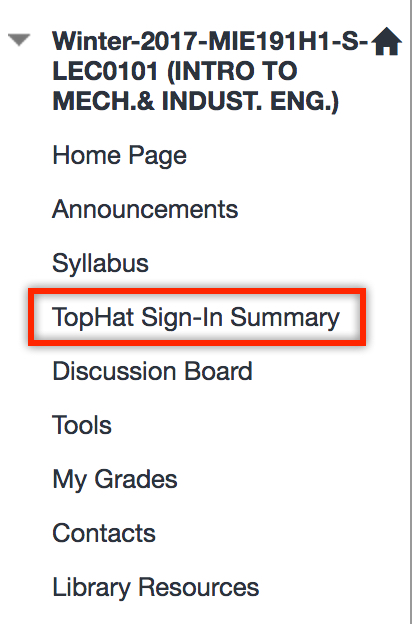 Winter-2017-MIE191H1-S-
LEC0101 (INTRO TO
MECH.& INDUST. ENG.)
Home Page
Announcements
Syllabus
TopHat Sign-In Summary
Discussion Board
Tools
My Grades
Contacts
Library Resources